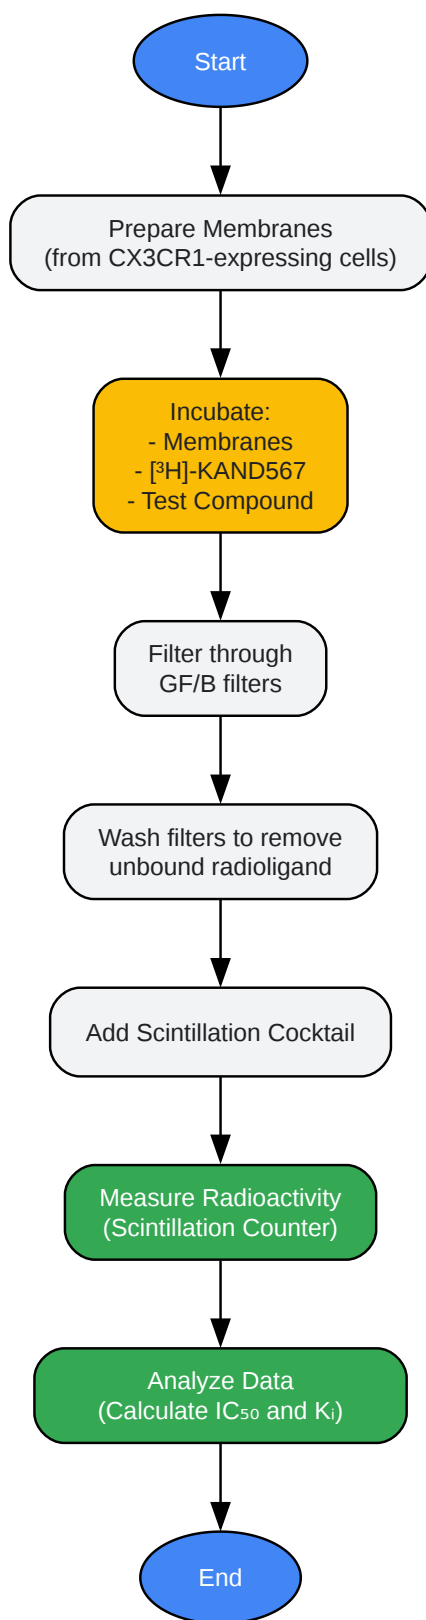 Start
Prepare Membranes
(from CX3CR1-expressing cells)
Incubate:
- Membranes
- [³H]-KAND567
- Test Compound
Filter through
GF/B filters
Wash filters to remove
unbound radioligand
Add Scintillation Cocktail
Measure Radioactivity
(Scintillation Counter)
Analyze Data
(Calculate IC₅₀ and Kᵢ)
End